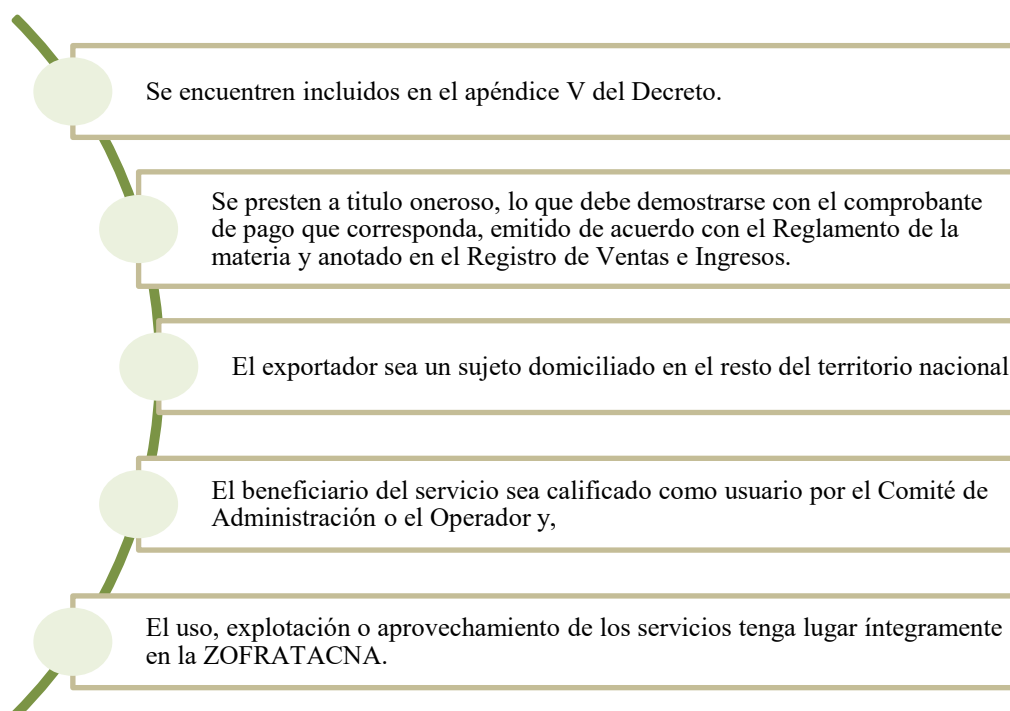 Se encuentren incluidos en el apéndice V del Decreto.
Se presten a titulo oneroso, lo que debe demostrarse con el comprobante
de pago que corresponda, emitido de acuerdo con el Reglamento de la
materia y anotado en el Registro de Ventas e Ingresos.
El exportador sea un sujeto domiciliado en el resto del territorio nacional
El beneficiario del servicio sea calificado como usuario por el Comité de
Administración o el Operador y,
El uso, explotación o aprovechamiento de los servicios tenga lugar íntegramente
en la ZOFRATACNA.